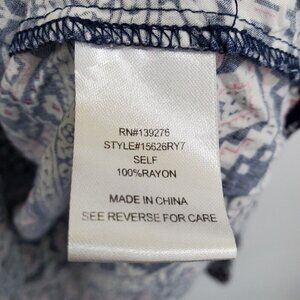 RN#139276
STYLE#15626RY7
SELF
100%RAYON
MADE IN CHINA
SEE REVERSE FOR CARE